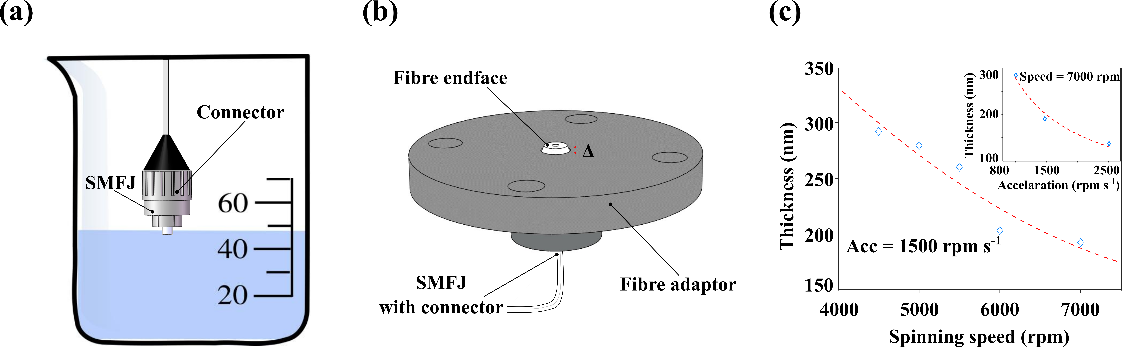 (a)
Connector
SMFJ
60
40
20
(b)
Fibre endface
Δ
SMFJ
with connector
Fibre adaptor
(c)
350
300
250
200
150
Thickness (nm)
4000 5000 6000 7000
Spinning speed (rpm)
Acc = 1500 rpm s⁻¹
Speed = 7000 rpm
300
200
100
Thickness (nm)
800 1500 2500
Accelaration (rpm s⁻¹)